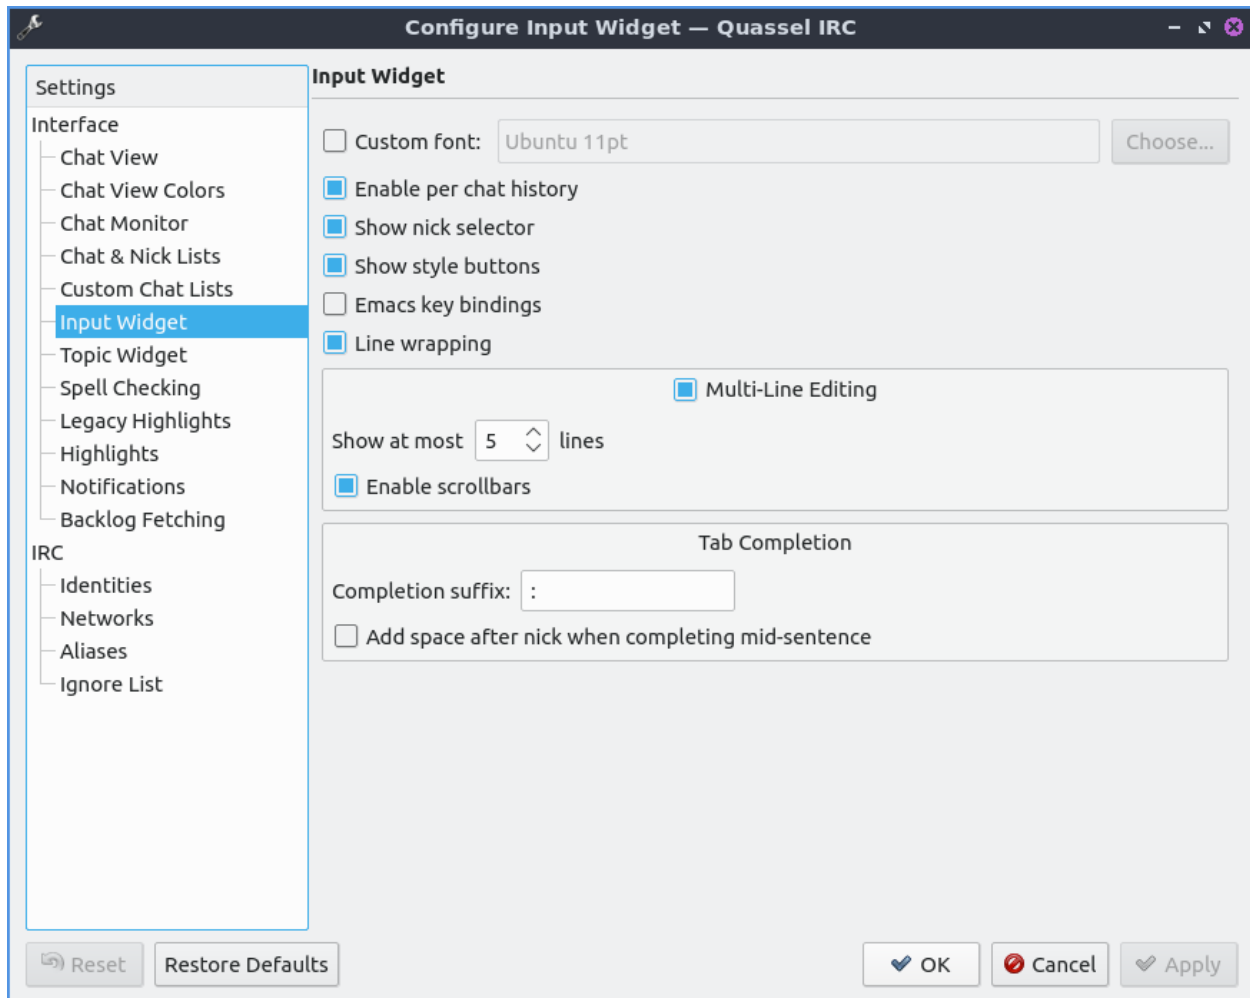 Configure Input Widget — Quassel IRC
Settings
Interface
Chat View
Chat View Colors
Chat Monitor
Chat & Nick Lists
Custom Chat Lists
Input Widget
Topic Widget
Spell Checking
Legacy Highlights
Highlights
Notifications
Backlog Fetching
IRC
Identities
Networks
Aliases
Ignore List
Input Widget
Custom font: Ubuntu 11pt Choose...
Enable per chat history
Show nick selector
Show style buttons
Emacs key bindings
Line wrapping
Multi-Line Editing
Show at most 5 lines
Enable scrollbars
Tab Completion
Completion suffix: :
Add space after nick when completing mid-sentence
Reset Restore Defaults OK Cancel Apply